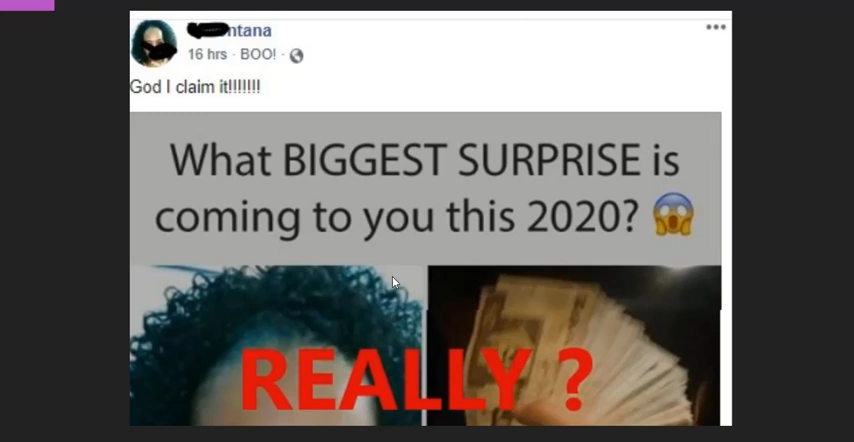 ntana
16 hrs · BOO! ·
God I claim it!!!!!!!
What BIGGEST SURPRISE is
coming to you this 2020? 😱
REALLY ?